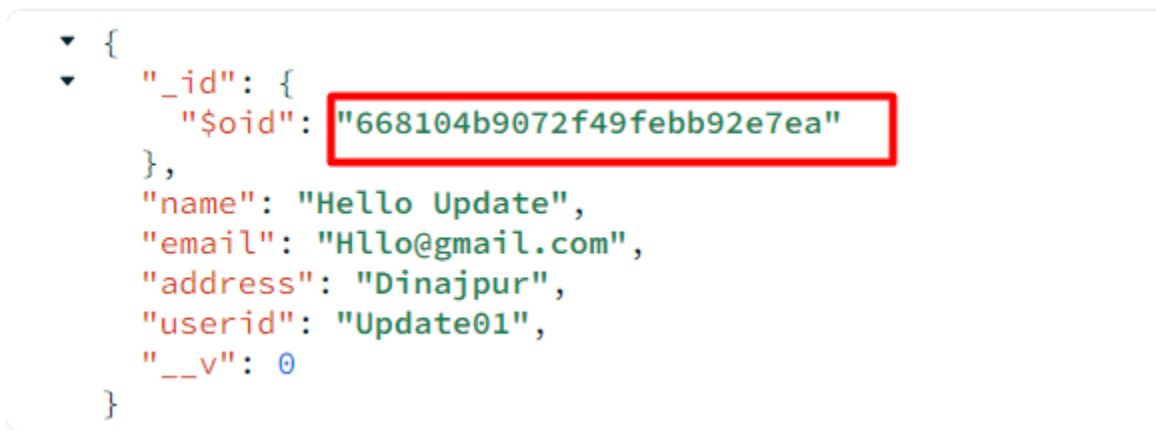 {
"_id": {
"$oid": "668104b9072f49febb92e7ea"
},
"name": "Hello Update",
"email": "Hllo@gmail.com",
"address": "Dinajpur",
"userid": "Update01",
"__v": 0
}